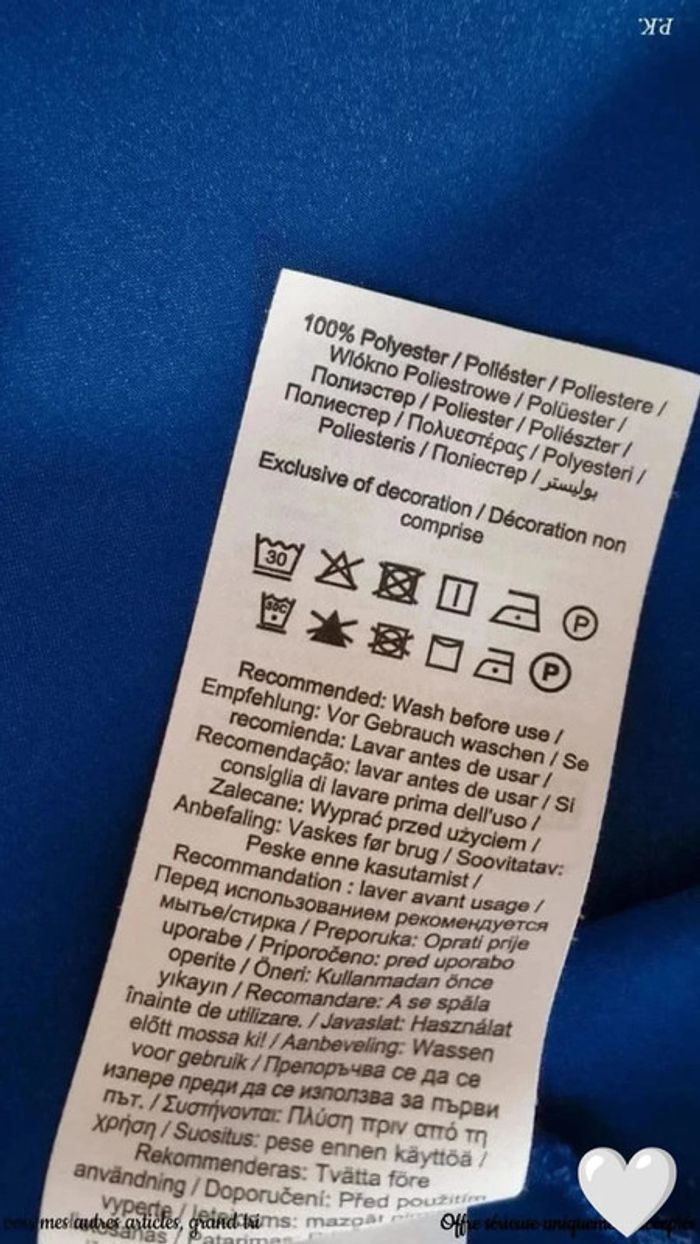 P.K.
100% Polyester / Poliéster / Poliestere /
Wlókno Poliestrowe / Polüester /
Полиэстер / Poliester / Poliészter /
Полиестер / Πολυεστέρας / Polyesteri /
Poliesteris / Поліестер / بوليستر
Exclusive of decoration / Décoration non
comprise
30
30C
P
P
Recommended: Wash before use /
Empfehlung: Vor Gebrauch waschen / Se
recomienda: Lavar antes de usar /
Recomendação: lavar antes de usar / Si
consiglia di lavare prima dell'uso /
Zalecane: Wyprać przed użyciem /
Anbefaling: Vaskes før brug / Soovitatav:
Peske enne kasutamist /
Recommandation : laver avant usage /
Перед использованием рекомендуется
мытье/стирка / Preporuka: Oprati prije
uporabe / Priporočeno: pred uporabo
operite / Öneri: Kullanmadan önce
yıkayın / Recomandare: A se spăla
înainte de utilizare. / Javaslat: Használat
előtt mossa ki! / Aanbeveling: Wassen
voor gebruik / Препоръчва се да се
изпере преди да се използва за първи
път. / Συστήνονται: Πλύση πριν από τη
χρήση / Suositus: pese ennen käyttöä /
Rekommenderas: Tvätta före
användning / Doporučení: Před použitím
vyperte /
mes autres articles, grand tri
Offre sérieuse